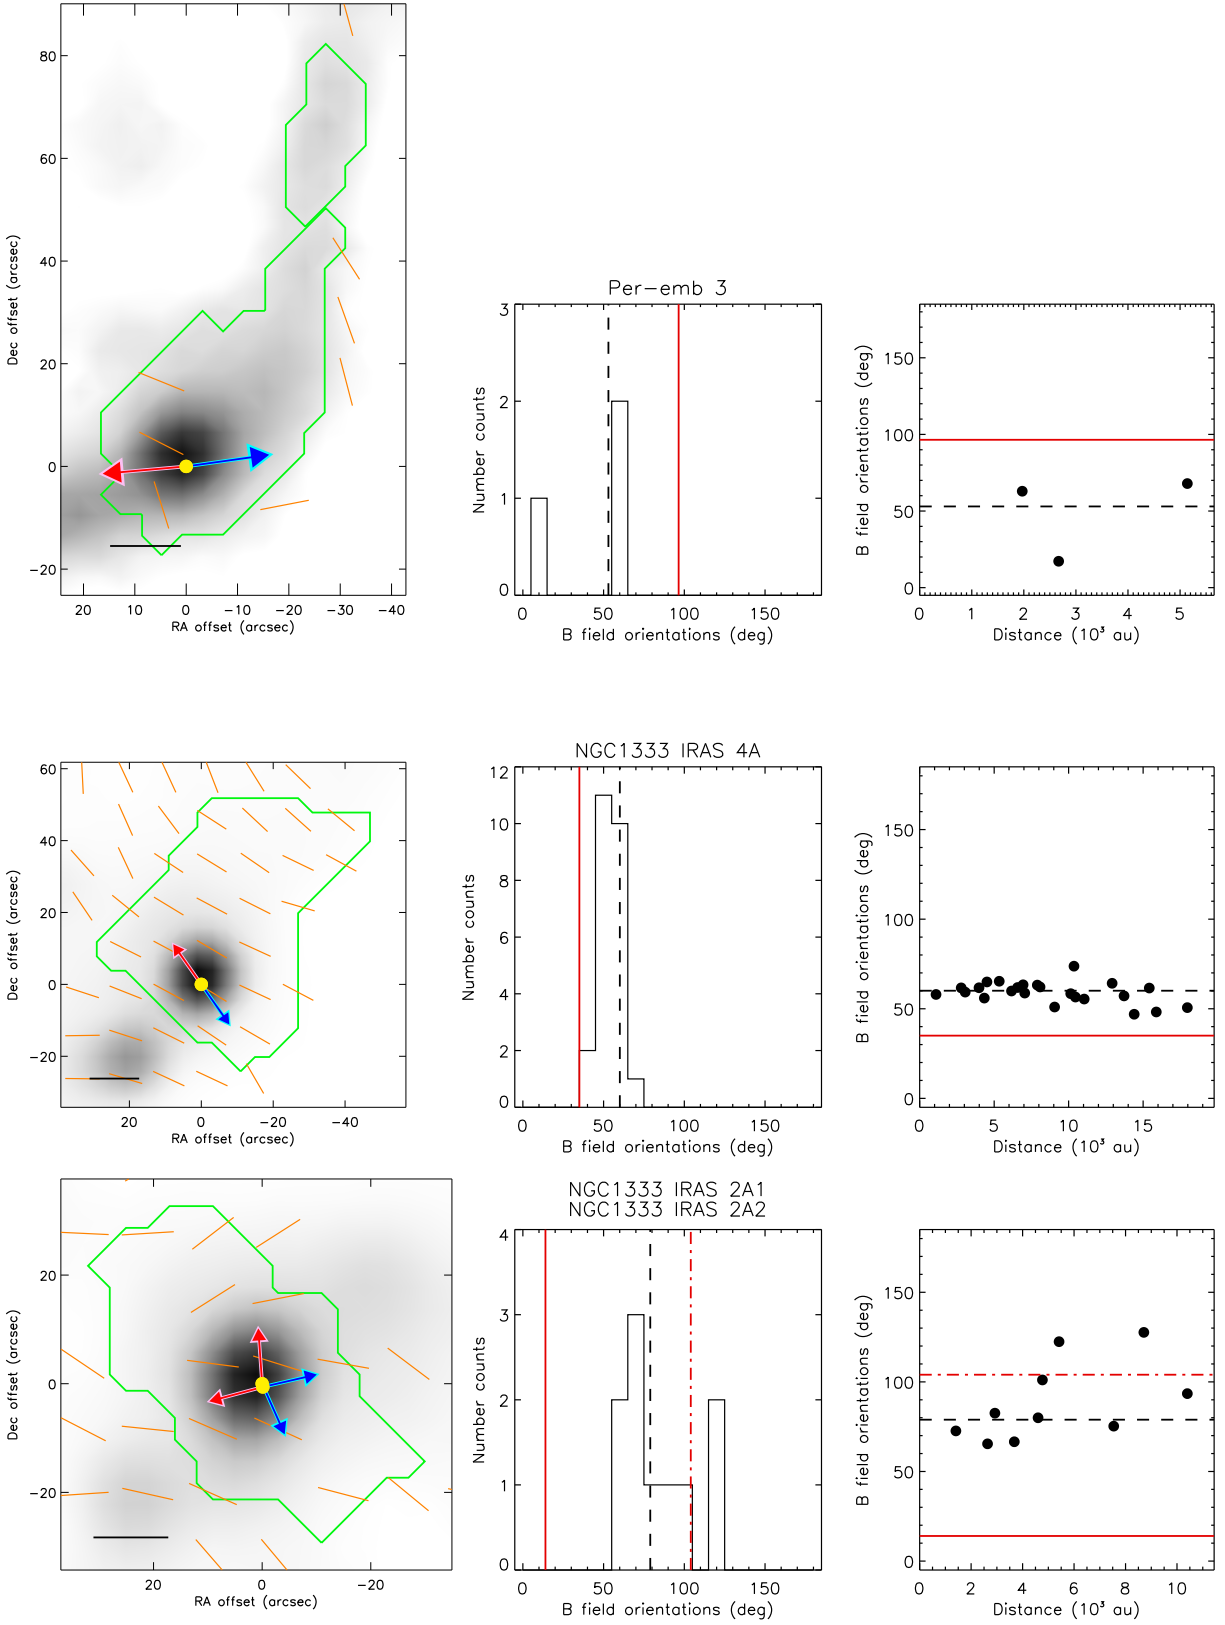 80
60
40
20
0
−20
Dec offset (arcsec)
20 10 0 −10 −20 −30 −40
RA offset (arcsec)
Per−emb 3
3
2
1
0
Number counts
0 50 100 150
B field orientations (deg)
150
100
50
0
B field orientations (deg)
0 1 2 3 4 5
Distance (10³ au)
60
40
20
0
−20
Dec offset (arcsec)
20 0 −20 −40
RA offset (arcsec)
NGC1333 IRAS 4A
12
10
8
6
4
2
0
Number counts
0 50 100 150
B field orientations (deg)
150
100
50
0
B field orientations (deg)
0 5 10 15
Distance (10³ au)
20
0
−20
Dec offset (arcsec)
20 0 −20
RA offset (arcsec)
NGC1333 IRAS 2A1
NGC1333 IRAS 2A2
4
3
2
1
0
Number counts
0 50 100 150
B field orientations (deg)
150
100
50
0
B field orientations (deg)
0 2 4 6 8 10
Distance (10³ au)